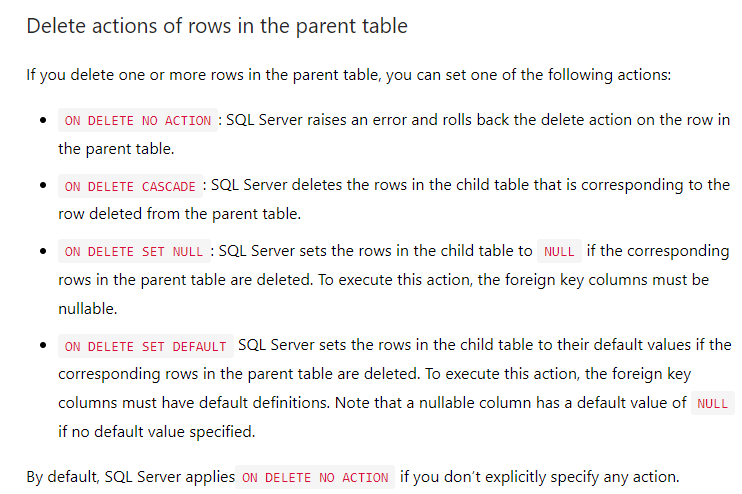 Delete actions of rows in the parent table
If you delete one or more rows in the parent table, you can set one of the following actions:
ON DELETE NO ACTION : SQL Server raises an error and rolls back the delete action on the row in
the parent table.
ON DELETE CASCADE : SQL Server deletes the rows in the child table that is corresponding to the
row deleted from the parent table.
ON DELETE SET NULL : SQL Server sets the rows in the child table to NULL if the corresponding
rows in the parent table are deleted. To execute this action, the foreign key columns must be
nullable.
ON DELETE SET DEFAULT SQL Server sets the rows in the child table to their default values if the
corresponding rows in the parent table are deleted. To execute this action, the foreign key
columns must have default definitions. Note that a nullable column has a default value of NULL
if no default value specified.
By default, SQL Server applies ON DELETE NO ACTION if you don't explicitly specify any action.